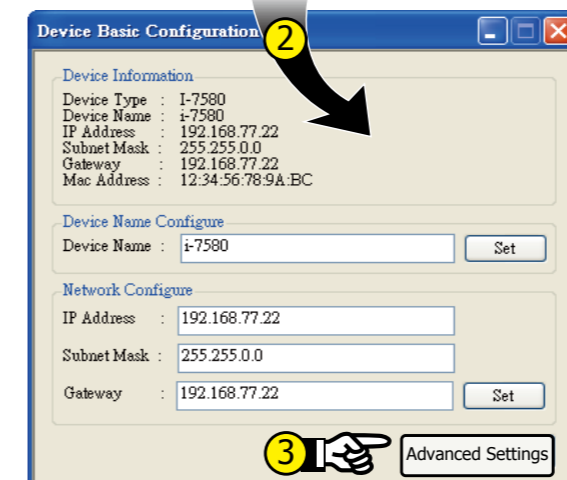 Device Basic Configuration
2
Device Information
Device Type : I-7580
Device Name : i-7580
IP Address : 192.168.77.22
Subnet Mask : 255.255.0.0
Gateway : 192.168.77.22
Mac Address : 12:34:56:78:9A:BC
Device Name Configure
Device Name : i-7580 Set
Network Configure
IP Address : 192.168.77.22
Subnet Mask : 255.255.0.0
Gateway : 192.168.77.22 Set
3 Advanced Settings